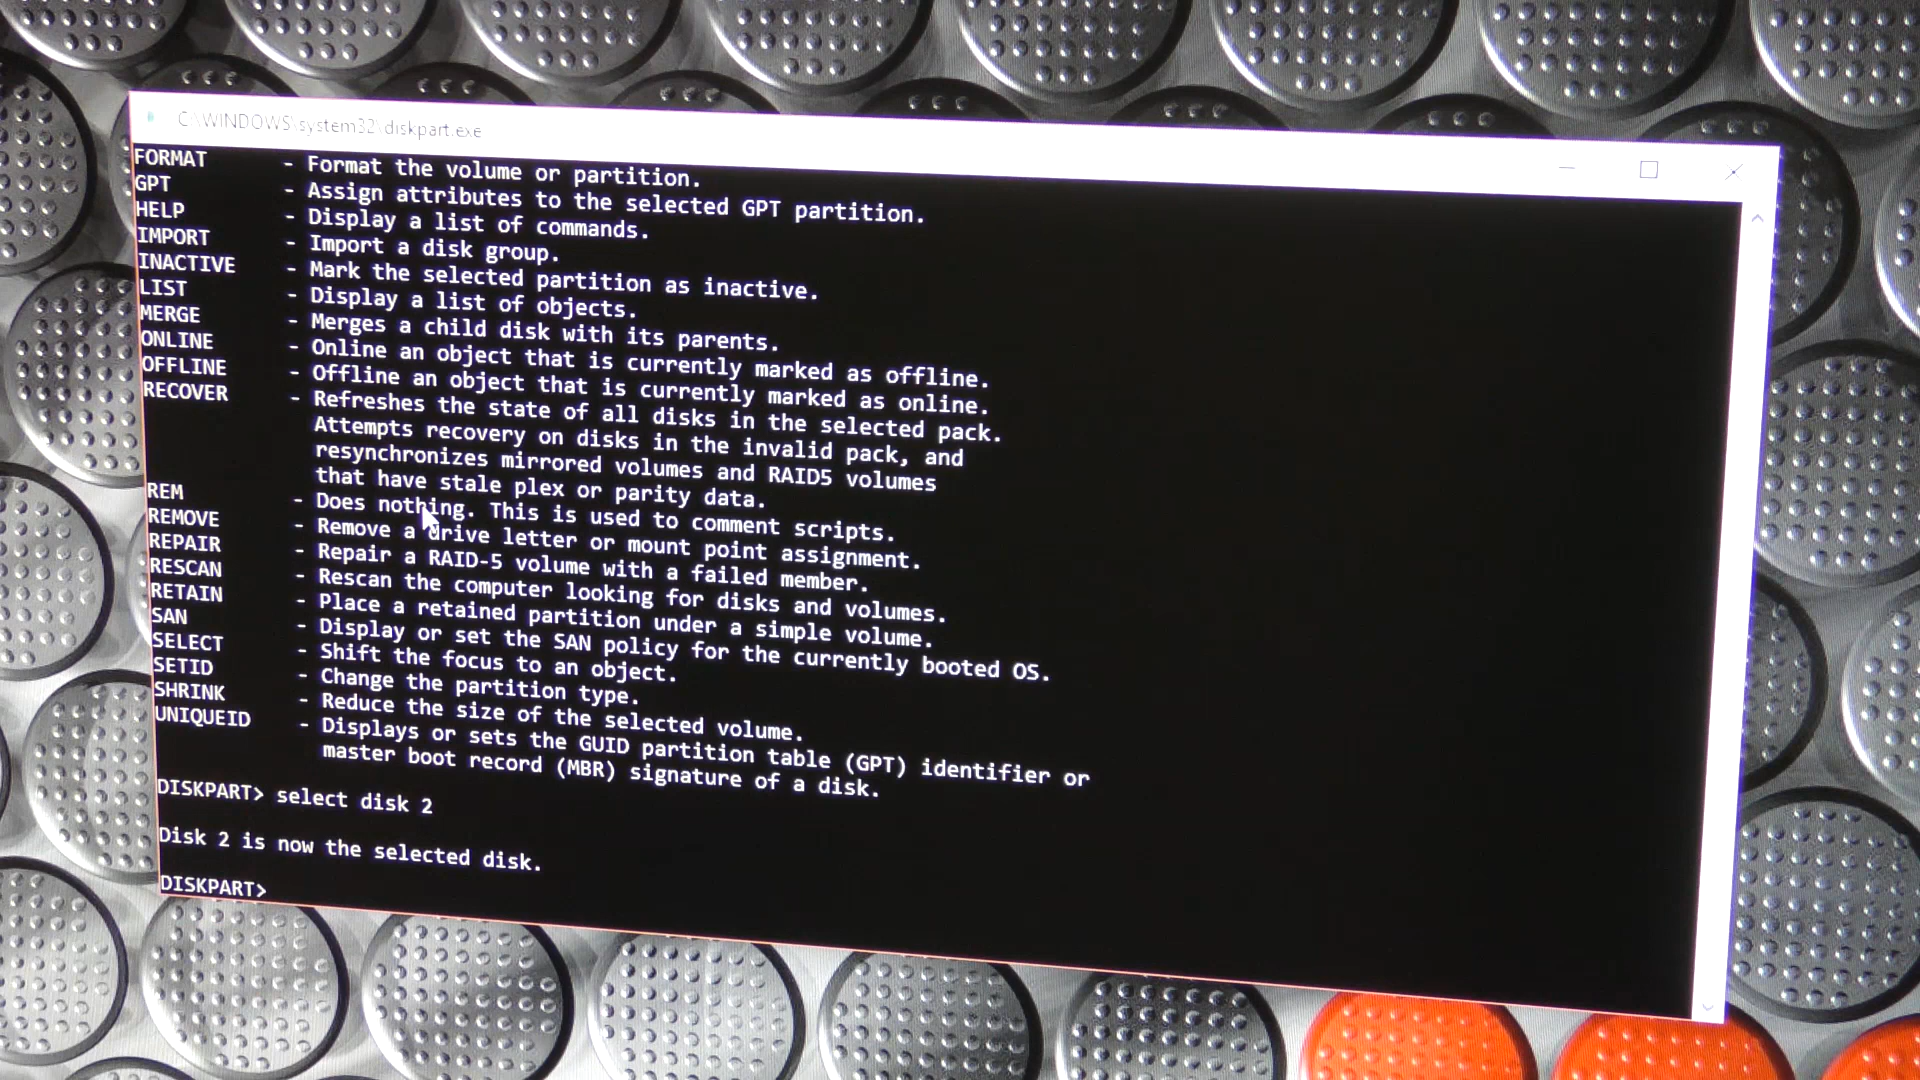 C:\WINDOWS\system32\diskpart.exe
FORMAT - Format the volume or partition.
GPT - Assign attributes to the selected GPT partition.
HELP - Display a list of commands.
IMPORT - Import a disk group.
INACTIVE - Mark the selected partition as inactive.
LIST - Display a list of objects.
MERGE - Merges a child disk with its parents.
ONLINE - Online an object that is currently marked as offline.
OFFLINE - Offline an object that is currently marked as online.
RECOVER - Refreshes the state of all disks in the selected pack.
Attempts recovery on disks in the invalid pack, and
resynchronizes mirrored volumes and RAID5 volumes
that have stale plex or parity data.
REM - Does nothing. This is used to comment scripts.
REMOVE - Remove a drive letter or mount point assignment.
REPAIR - Repair a RAID-5 volume with a failed member.
RESCAN - Rescan the computer looking for disks and volumes.
RETAIN - Place a retained partition under a simple volume.
SAN - Display or set the SAN policy for the currently booted OS.
SELECT - Shift the focus to an object.
SETID - Change the partition type.
SHRINK - Reduce the size of the selected volume.
UNIQUEID - Displays or sets the GUID partition table (GPT) identifier or
master boot record (MBR) signature of a disk.
DISKPART> select disk 2
Disk 2 is now the selected disk.
DISKPART>